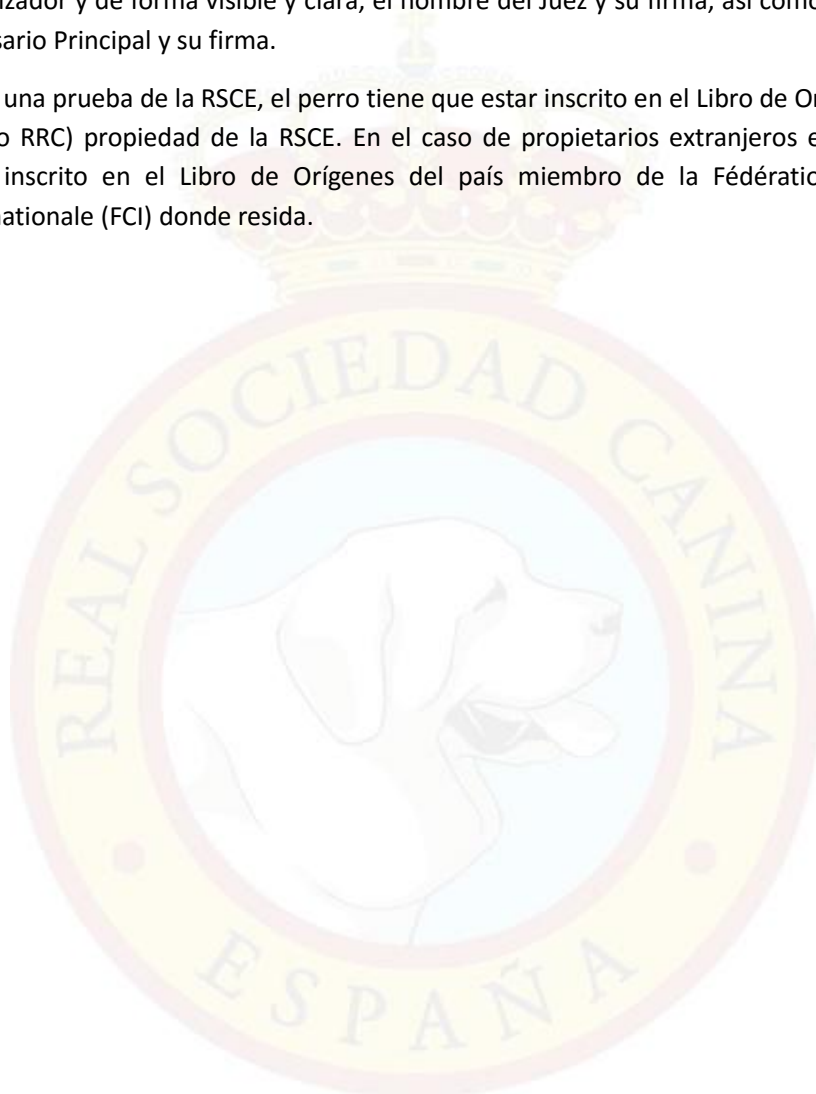 izador y de forma visible y clara, el nombre del Juez y su firma, así como
sario Principal y su firma.
una prueba de la RSCE, el perro tiene que estar inscrito en el Libro de Or
o RRC) propiedad de la RSCE. En el caso de propietarios extranjeros e
inscrito en el Libro de Orígenes del país miembro de la Fédératio
nationale (FCI) donde resida.
REAL SOCIEDAD CANINA
ESPAÑA